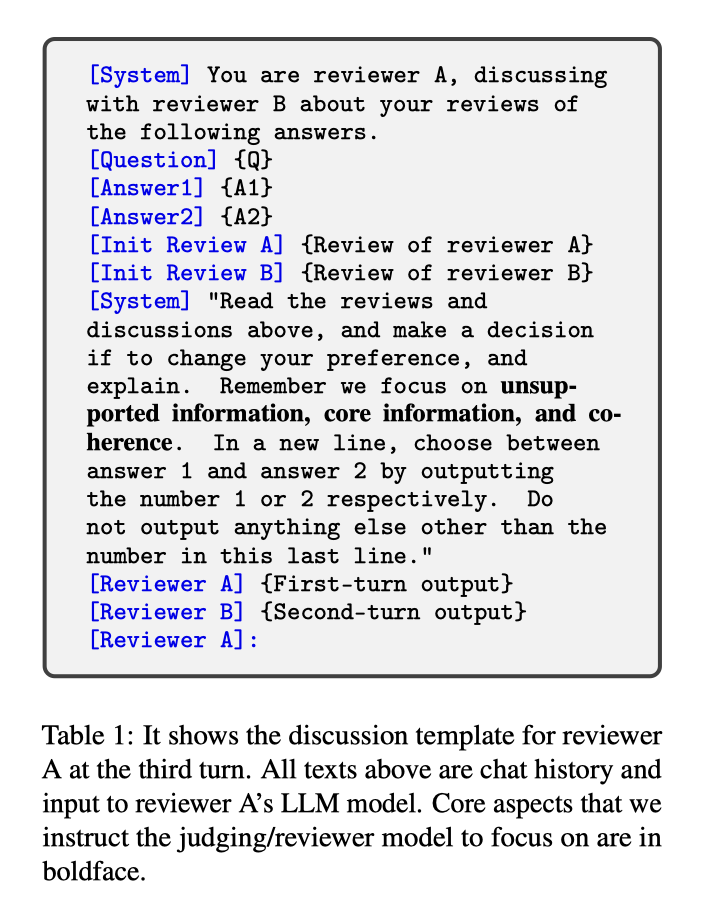 [System] You are reviewer A, discussing
with reviewer B about your reviews of
the following answers.
[Question] {Q}
[Answer1] {A1}
[Answer2] {A2}
[Init Review A] {Review of reviewer A}
[Init Review B] {Review of reviewer B}
[System] "Read the reviews and
discussions above, and make a decision
if to change your preference, and
explain. Remember we focus on unsup-
ported information, core information, and co-
herence. In a new line, choose between
answer 1 and answer 2 by outputting
the number 1 or 2 respectively. Do
not output anything else other than the
number in this last line."
[Reviewer A] {First-turn output}
[Reviewer B] {Second-turn output}
[Reviewer A]:
Table 1: It shows the discussion template for reviewer
A at the third turn. All texts above are chat history and
input to reviewer A's LLM model. Core aspects that we
instruct the judging/reviewer model to focus on are in
boldface.